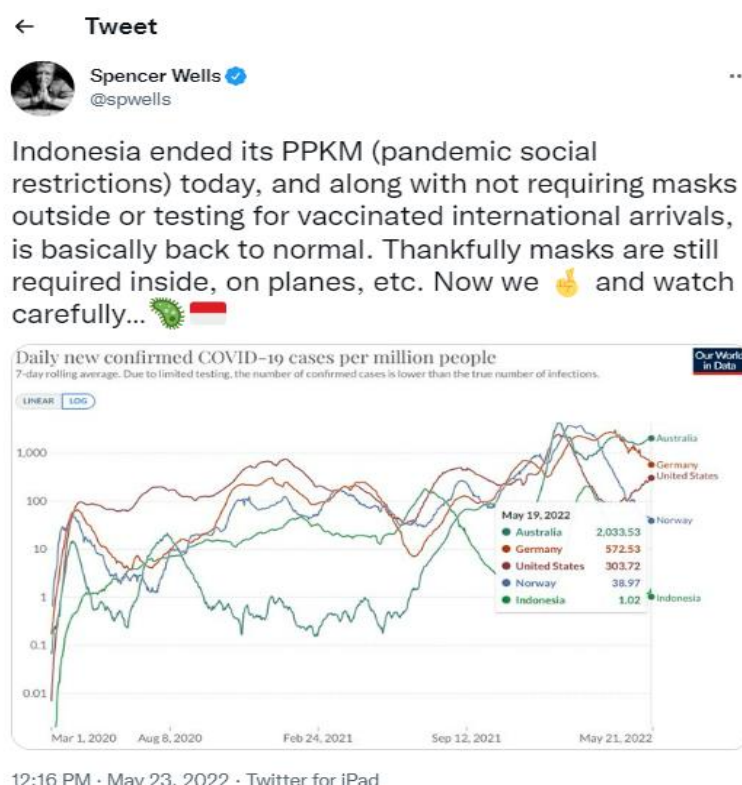 Tweet
Spencer Wells
@spwells
Indonesia ended its PPKM (pandemic social
restrictions) today, and along with not requiring masks
outside or testing for vaccinated international arrivals,
is basically back to normal. Thankfully masks are still
required inside, on planes, etc. Now we 🤞 and watch
carefully... 🦠🇮🇩
Daily new confirmed COVID-19 cases per million people
Our World
in Data
7-day rolling average. Due to limited testing, the number of confirmed cases is lower than the true number of infections.
LINEAR LOG
1,000
100
10
1
0.1
0.01
Australia
Germany
United States
Norway
Indonesia
May 19, 2022
Australia 2,033.53
Germany 572.53
United States 303.72
Norway 38.97
Indonesia 1.02
Mar 1, 2020 Aug 8, 2020 Feb 24, 2021 Sep 12, 2021 May 21, 2022
12:16 PM · May 23, 2022 · Twitter for iPad